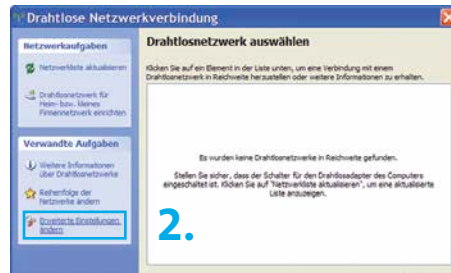 Drahtlose Netzwerkverbindung
Netzwerkaufgaben
Netzwerkliste aktualisieren
Drahtlosnetzwerk für
Heim- bzw. kleines
Firmennetzwerk einrichten
Verwandte Aufgaben
Weitere Informationen
über Drahtlosnetzwerke
Reihenfolge der
Netzwerke ändern
Erweiterte Einstellungen
ändern
Drahtlosnetzwerk auswählen
Klicken Sie auf ein Element in der Liste unten, um eine Verbindung mit einem
Drahtlosnetzwerk in Reichweite herzustellen oder weitere Informationen zu erhalten.
Es wurden keine Drahtlosnetzwerke in Reichweite gefunden.
Stellen Sie sicher, dass der Schalter für den Drahtlosadapter des Computers
eingeschaltet ist. Klicken Sie auf "Netzwerkliste aktualisieren", um eine aktualisierte
Liste anzuzeigen.
2.